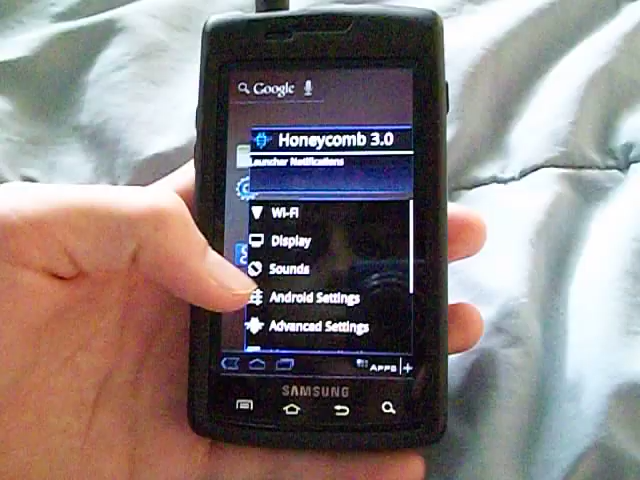 Google
Honeycomb 3.0
Launcher Notifications
Wi-Fi
Display
Sounds
Android Settings
Advanced Settings
APPS +
SAMSUNG